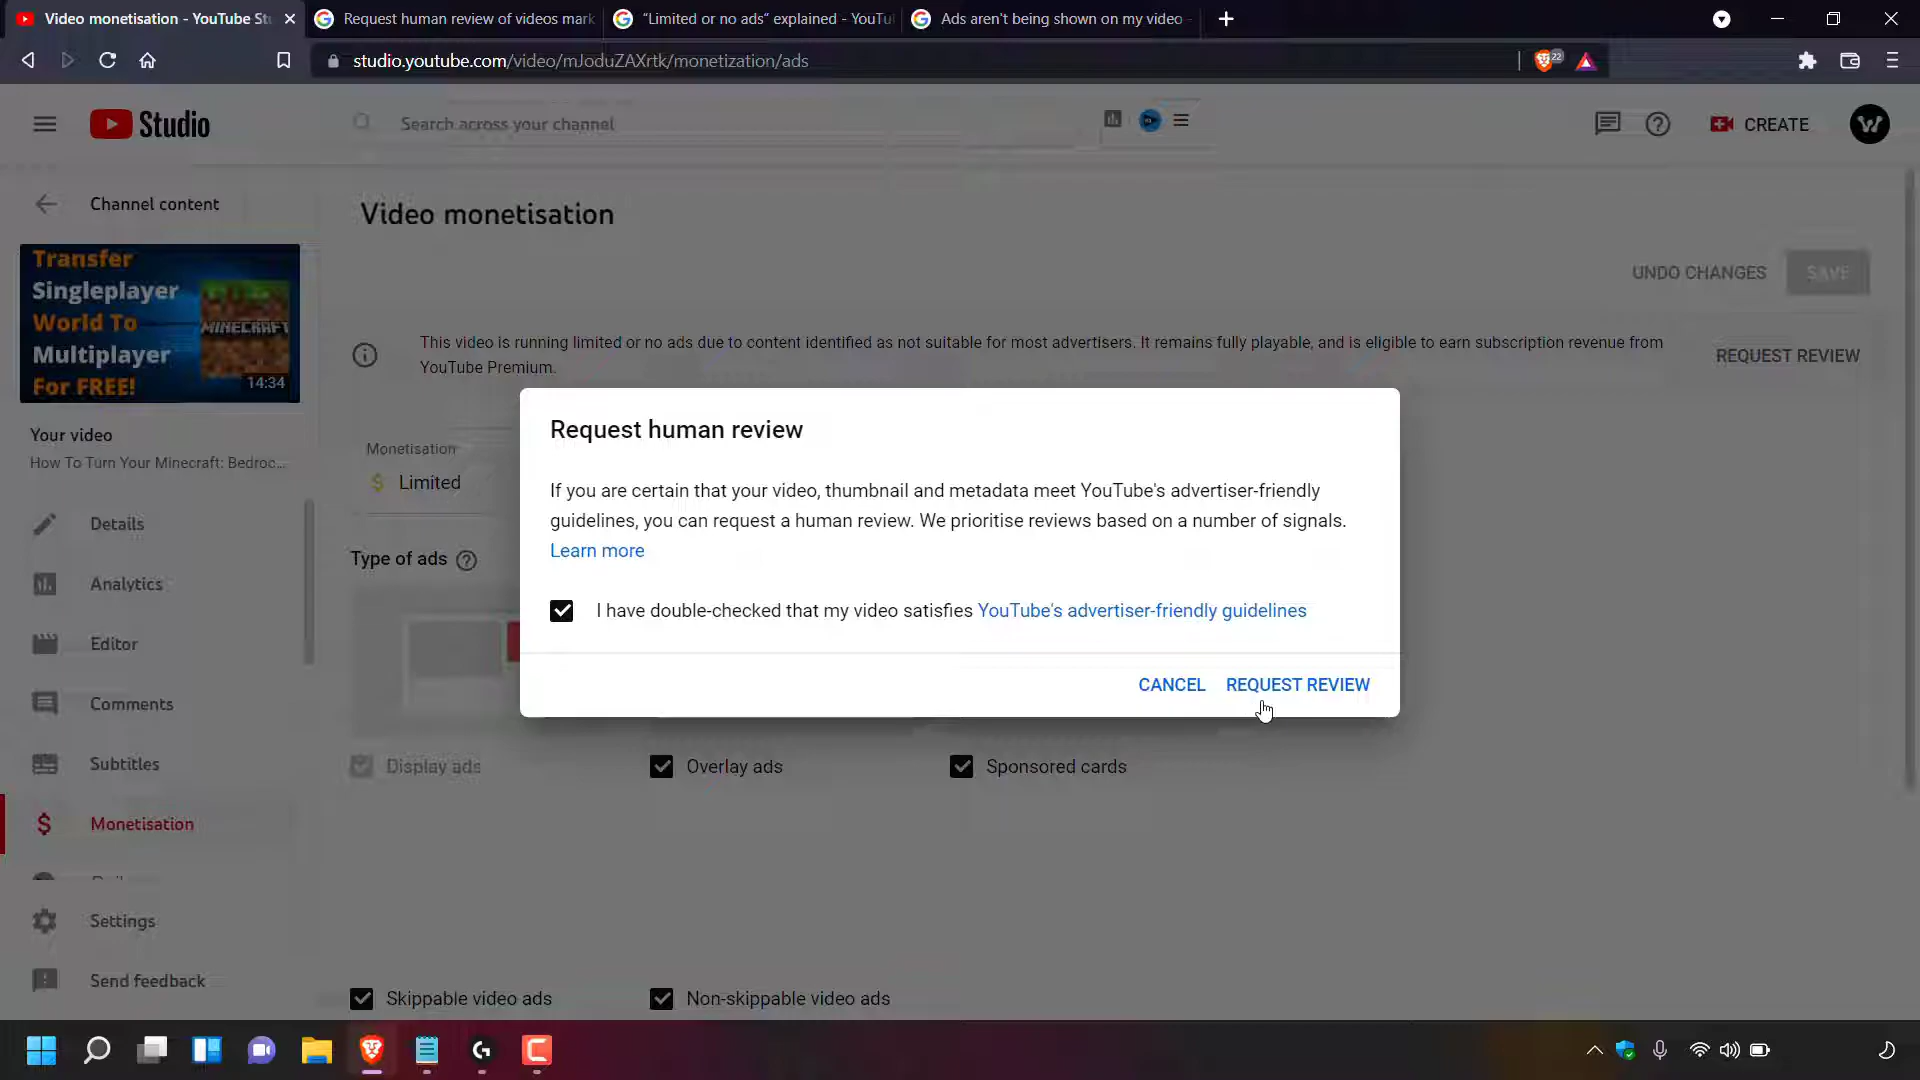 Video monetisation - YouTube St
Request human review of videos mark
"Limited or no ads" explained - YouTu
Ads aren't being shown on my video -
studio.youtube.com/video/mJoduZAXrtk/monetization/ads
22
Studio
Search across your channel
CREATE
Channel content
Video monetisation
Transfer
Singleplayer
World To
Multiplayer
For FREE!
MINECRAFT
14:34
UNDO CHANGES
SAVE
This video is running limited or no ads due to content identified as not suitable for most advertisers. It remains fully playable, and is eligible to earn subscription revenue from
YouTube Premium.
REQUEST REVIEW
Your video
How To Turn Your Minecraft: Bedroc...
Monetisation
Limited
Type of ads
Request human review
If you are certain that your video, thumbnail and metadata meet YouTube's advertiser-friendly
guidelines, you can request a human review. We prioritise reviews based on a number of signals.
Learn more
I have double-checked that my video satisfies YouTube's advertiser-friendly guidelines
CANCEL
REQUEST REVIEW
Details
Analytics
Editor
Comments
Subtitles
Monetisation
Settings
Send feedback
Display ads
Overlay ads
Sponsored cards
Skippable video ads
Non-skippable video ads